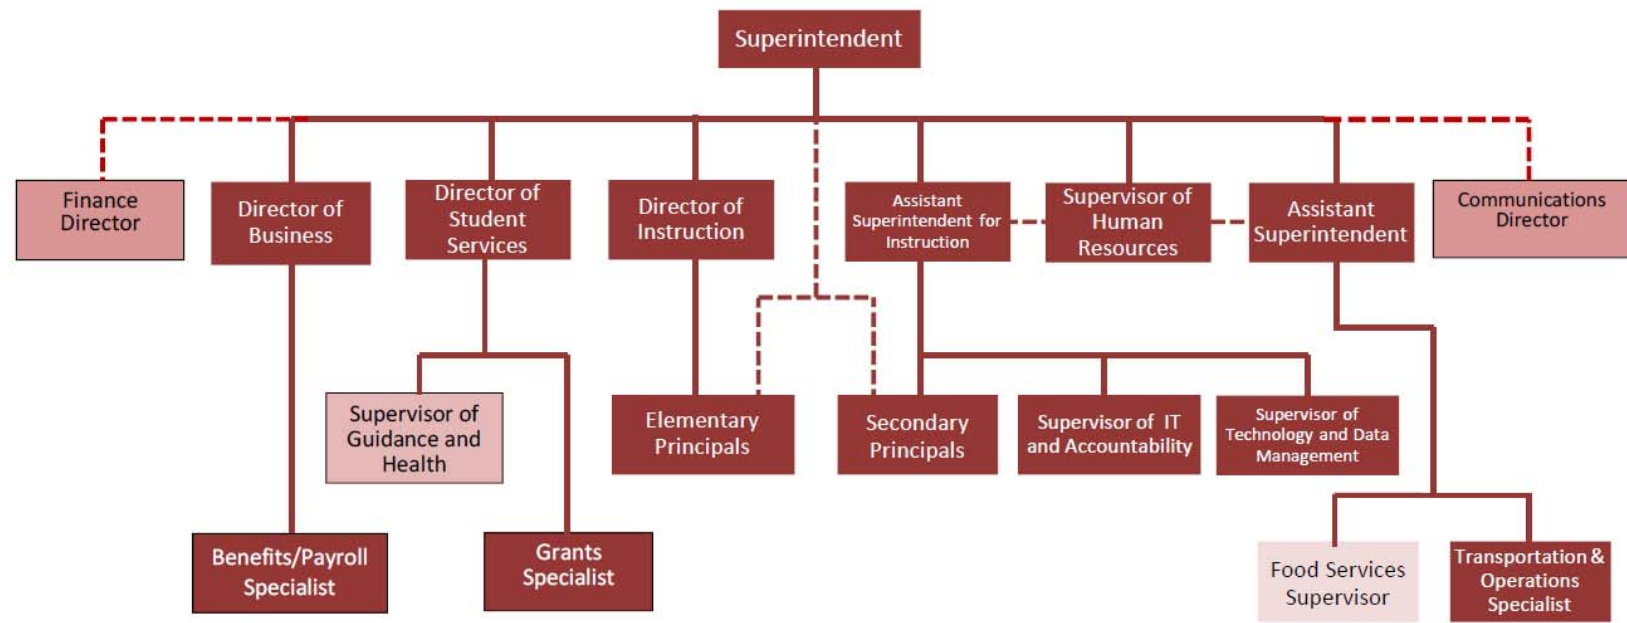 Superintendent
Finance
Director
Director of
Business
Director of
Student
Services
Director of
Instruction
Assistant
Superintendent for
Instruction
Supervisor of
Human
Resources
Assistant
Superintendent
Communications
Director
Supervisor of
Guidance and
Health
Elementary
Principals
Secondary
Principals
Supervisor of IT
and Accountability
Supervisor of
Technology and Data
Management
Benefits/Payroll
Specialist
Grants
Specialist
Food Services
Supervisor
Transportation &
Operations
Specialist